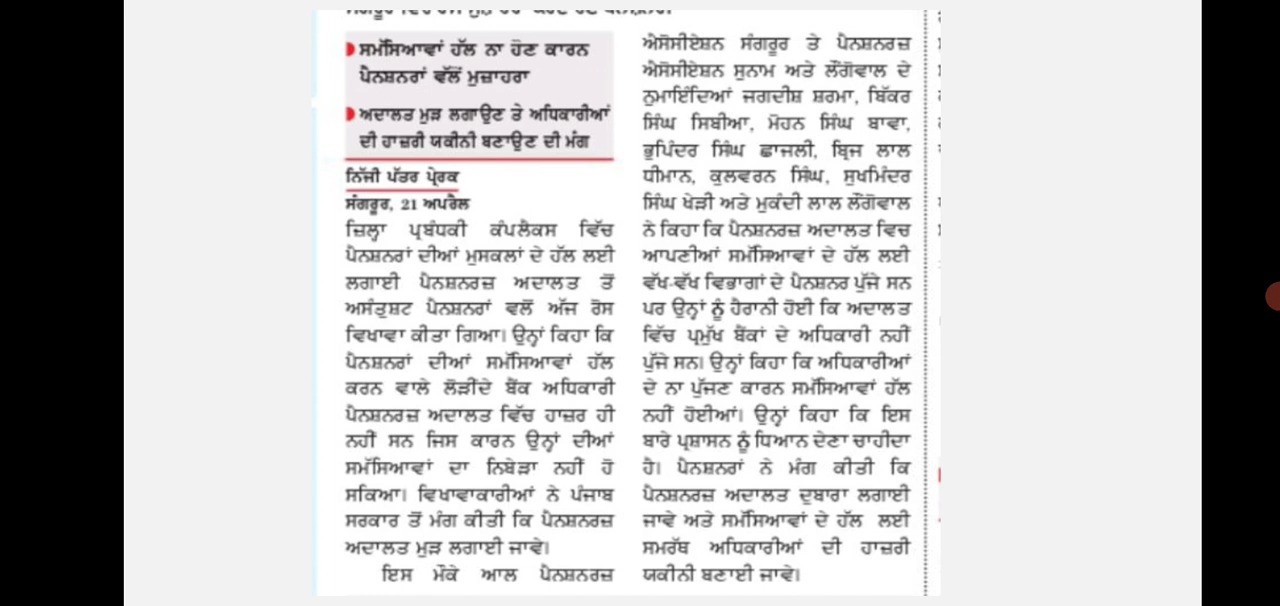 ਸਮੱਸਿਆਵਾਂ ਹੱਲ ਨਾ ਹੋਣ ਕਾਰਨ
ਪੈਨਸ਼ਨਰਾਂ ਵੱਲੋਂ ਮੁਜ਼ਾਹਰਾ
ਅਦਾਲਤ ਮੁੜ ਲਗਾਉਣ ਤੇ ਅਧਿਕਾਰੀਆਂ
ਦੀ ਹਾਜ਼ਰੀ ਯਕੀਨੀ ਬਣਾਉਣ ਦੀ ਮੰਗ
ਨਿੱਜੀ ਪੱਤਰ ਪ੍ਰੇਰਕ
ਸੰਗਰੂਰ, 21 ਅਪਰੈਲ
ਜ਼ਿਲ੍ਹਾ ਪ੍ਰਬੰਧਕੀ ਕੰਪਲੈਕਸ ਵਿੱਚ
ਪੈਨਸ਼ਨਰਾਂ ਦੀਆਂ ਮੁਸਕਲਾਂ ਦੇ ਹੱਲ ਲਈ
ਲਗਾਈ ਪੈਨਸ਼ਨਰਜ਼ ਅਦਾਲਤ ਤੋਂ
ਅਸੰਤੁਸ਼ਟ ਪੈਨਸ਼ਨਰਾਂ ਵਲੋਂ ਅੱਜ ਰੋਸ
ਵਿਖਾਵਾ ਕੀਤਾ ਗਿਆ। ਉਨ੍ਹਾਂ ਕਿਹਾ ਕਿ
ਪੈਨਸ਼ਨਰਾਂ ਦੀਆਂ ਸਮੱਸਿਆਵਾਂ ਹੱਲ
ਕਰਨ ਵਾਲੇ ਲੋੜੀਂਦੇ ਬੈਂਕ ਅਧਿਕਾਰੀ
ਪੈਨਸ਼ਨਰਜ਼ ਅਦਾਲਤ ਵਿੱਚ ਹਾਜ਼ਰ ਹੀ
ਨਹੀਂ ਸਨ ਜਿਸ ਕਾਰਨ ਉਨ੍ਹਾਂ ਦੀਆਂ
ਸਮੱਸਿਆਵਾਂ ਦਾ ਨਿਬੇੜਾ ਨਹੀਂ ਹੋ
ਸਕਿਆ। ਵਿਖਾਵਾਕਾਰੀਆਂ ਨੇ ਪੰਜਾਬ
ਸਰਕਾਰ ਤੋਂ ਮੰਗ ਕੀਤੀ ਕਿ ਪੈਨਸ਼ਨਰਜ਼
ਅਦਾਲਤ ਮੁੜ ਲਗਾਈ ਜਾਵੇ।
ਇਸ ਮੌਕੇ ਆਲ ਪੈਨਸ਼ਨਰਜ਼
ਐਸੋਸੀਏਸ਼ਨ ਸੰਗਰੂਰ ਤੇ ਪੈਨਸ਼ਨਰਜ਼
ਐਸੋਸੀਏਸ਼ਨ ਸੁਨਾਮ ਅਤੇ ਲੌਂਗੋਵਾਲ ਦੇ
ਨੁਮਾਇੰਦਿਆਂ ਜਗਦੀਸ਼ ਸ਼ਰਮਾ, ਬਿੱਕਰ
ਸਿੰਘ ਸਿਬੀਆ, ਮੋਹਨ ਸਿੰਘ ਬਾਵਾ,
ਭੁਪਿੰਦਰ ਸਿੰਘ ਛਾਜਲੀ, ਬ੍ਰਿਜ ਲਾਲ
ਧੀਮਾਨ, ਕੁਲਵਰਨ ਸਿੰਘ, ਸੁਖਮਿੰਦਰ
ਸਿੰਘ ਖੇੜੀ ਅਤੇ ਮੁਕੰਦੀ ਲਾਲ ਲੌਂਗੋਵਾਲ
ਨੇ ਕਿਹਾ ਕਿ ਪੈਨਸ਼ਨਰਜ਼ ਅਦਾਲਤ ਵਿਚ
ਆਪਣੀਆਂ ਸਮੱਸਿਆਵਾਂ ਦੇ ਹੱਲ ਲਈ
ਵੱਖ-ਵੱਖ ਵਿਭਾਗਾਂ ਦੇ ਪੈਨਸ਼ਨਰ ਪੁੱਜੇ ਸਨ
ਪਰ ਉਨ੍ਹਾਂ ਨੂੰ ਹੈਰਾਨੀ ਹੋਈ ਕਿ ਅਦਾਲਤ
ਵਿੱਚ ਪ੍ਰਮੁੱਖ ਬੈਂਕਾਂ ਦੇ ਅਧਿਕਾਰੀ ਨਹੀਂ
ਪੁੱਜੇ ਸਨ। ਉਨ੍ਹਾਂ ਕਿਹਾ ਕਿ ਅਧਿਕਾਰੀਆਂ
ਦੇ ਨਾ ਪੁੱਜਣ ਕਾਰਨ ਸਮੱਸਿਆਵਾਂ ਹੱਲ
ਨਹੀਂ ਹੋਈਆਂ। ਉਨ੍ਹਾਂ ਕਿਹਾ ਕਿ ਇਸ
ਬਾਰੇ ਪ੍ਰਸ਼ਾਸਨ ਨੂੰ ਧਿਆਨ ਦੇਣਾ ਚਾਹੀਦਾ
ਹੈ। ਪੈਨਸ਼ਨਰਾਂ ਨੇ ਮੰਗ ਕੀਤੀ ਕਿ
ਪੈਨਸ਼ਨਰਜ਼ ਅਦਾਲਤ ਦੁਬਾਰਾ ਲਗਾਈ
ਜਾਵੇ ਅਤੇ ਸਮੱਸਿਆਵਾਂ ਦੇ ਹੱਲ ਲਈ
ਸਮਰੱਥ ਅਧਿਕਾਰੀਆਂ ਦੀ ਹਾਜ਼ਰੀ
ਯਕੀਨੀ ਬਣਾਈ ਜਾਵੇ।